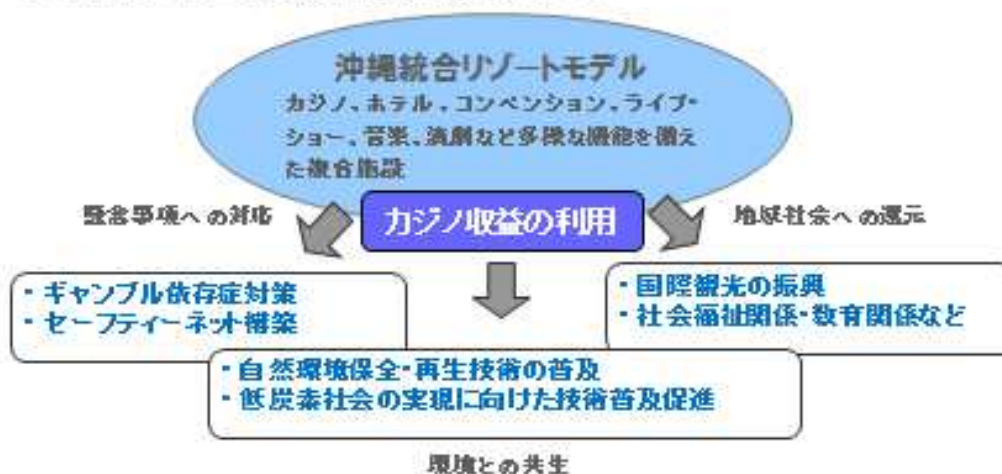 沖縄統合リゾートモデル
カジノ、ホテル、コンベンション、ライブ・
ショー、音楽、演劇など多様な機能を備え
た複合施設
懸念事項への対応
カジノ収益の利用
地域社会への還元
・ギャンブル依存症対策
・セーフティーネット構築
・国際観光の振興
・社会福祉関係・教育関係など
・自然環境保全・再生技術の普及
・低炭素社会の実現に向けた技術普及促進
環境との共生